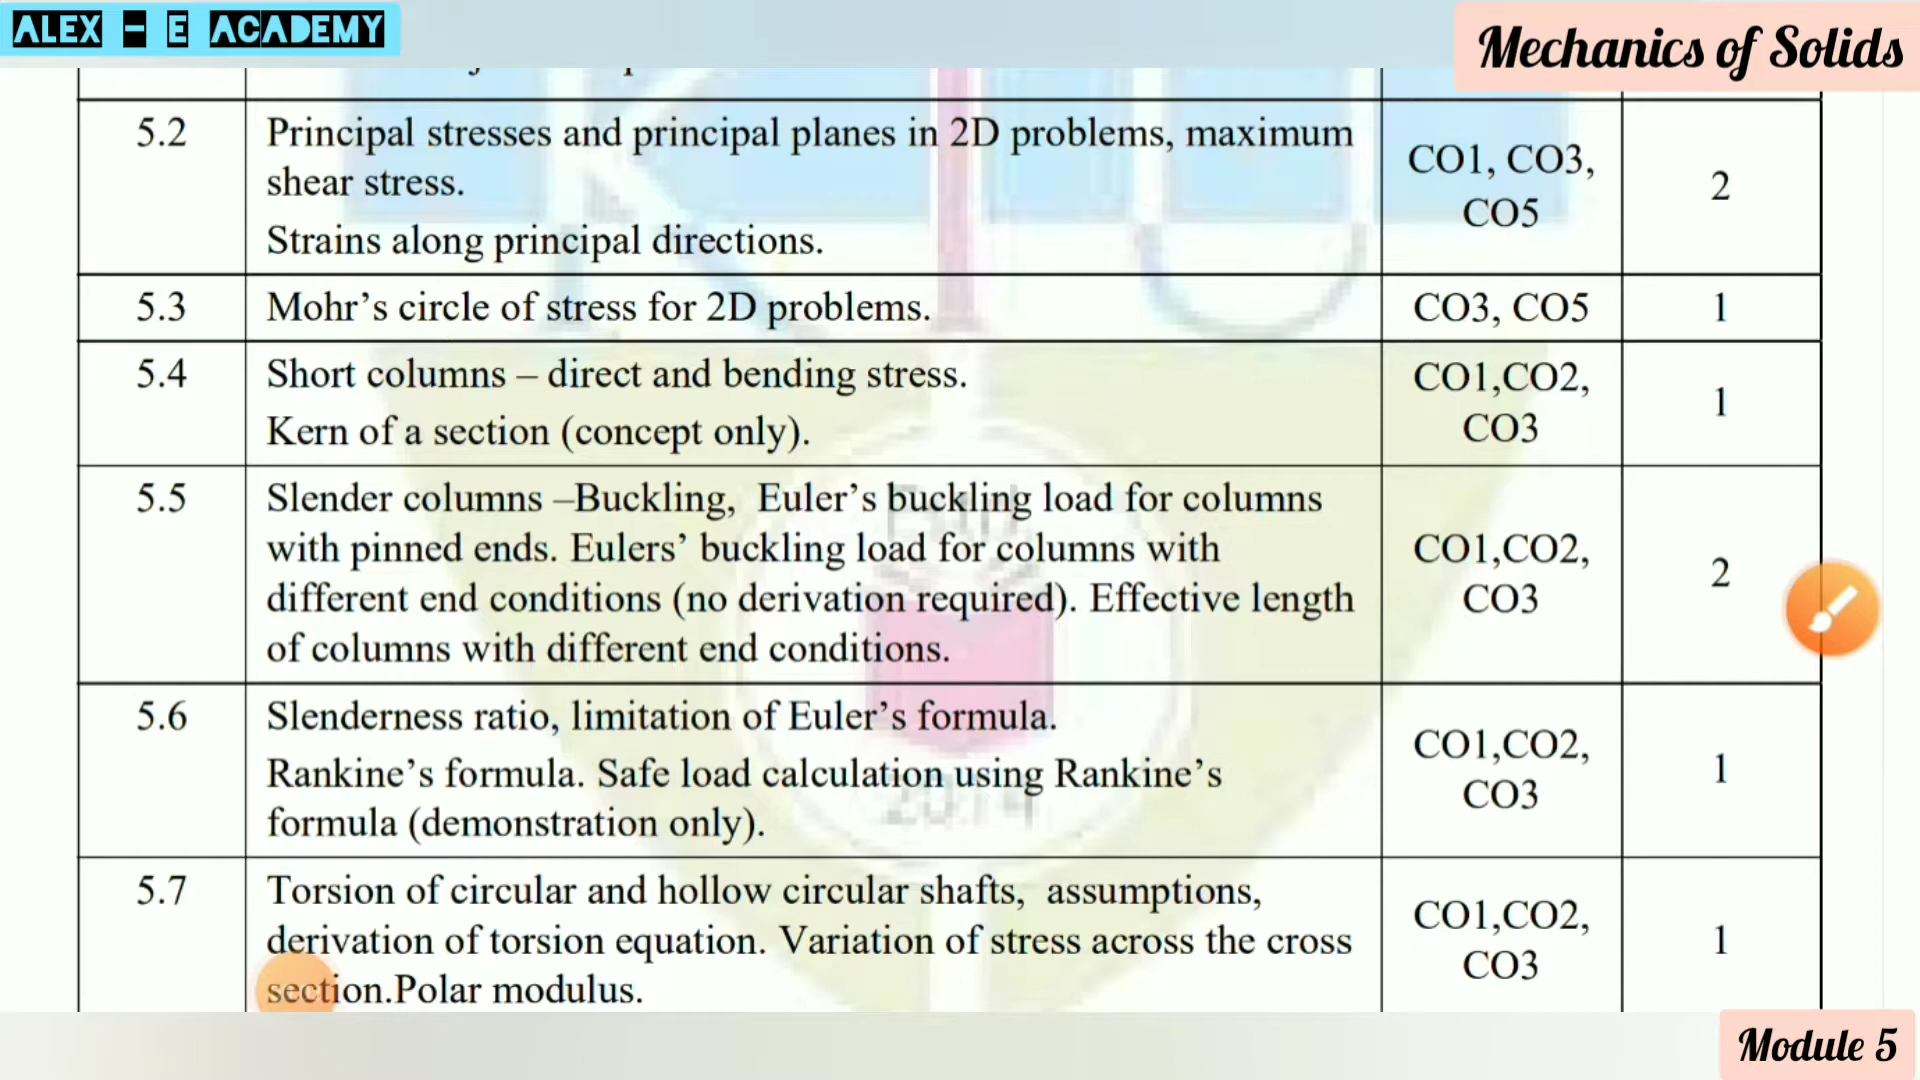 ALEX - E ACADEMY
Mechanics of Solids
5.2
Principal stresses and principal planes in 2D problems, maximum
shear stress.
Strains along principal directions.
CO1, CO3,
CO5
2
5.3
Mohr’s circle of stress for 2D problems.
CO3, CO5
1
5.4
Short columns – direct and bending stress.
Kern of a section (concept only).
CO1,CO2,
CO3
1
5.5
Slender columns –Buckling,  Euler’s buckling load for columns
with pinned ends. Eulers’ buckling load for columns with
different end conditions (no derivation required). Effective length
of columns with different end conditions.
CO1,CO2,
CO3
2
5.6
Slenderness ratio, limitation of Euler’s formula.
Rankine’s formula. Safe load calculation using Rankine’s
formula (demonstration only).
CO1,CO2,
CO3
1
5.7
Torsion of circular and hollow circular shafts,  assumptions,
derivation of torsion equation. Variation of stress across the cross
section.Polar modulus.
CO1,CO2,
CO3
1
2014
Module 5